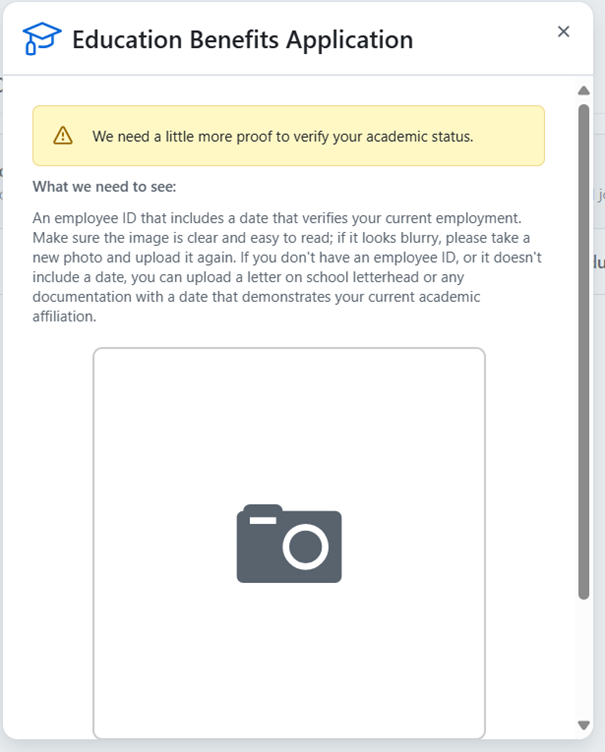 Education Benefits Application
We need a little more proof to verify your academic status.
What we need to see:
An employee ID that includes a date that verifies your current employment.
Make sure the image is clear and easy to read; if it looks blurry, please take a
new photo and upload it again. If you don't have an employee ID, or it doesn't
include a date, you can upload a letter on school letterhead or any
documentation with a date that demonstrates your current academic
affiliation.